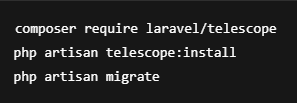 composer require laravel/telescope
php artisan telescope:install
php artisan migrate